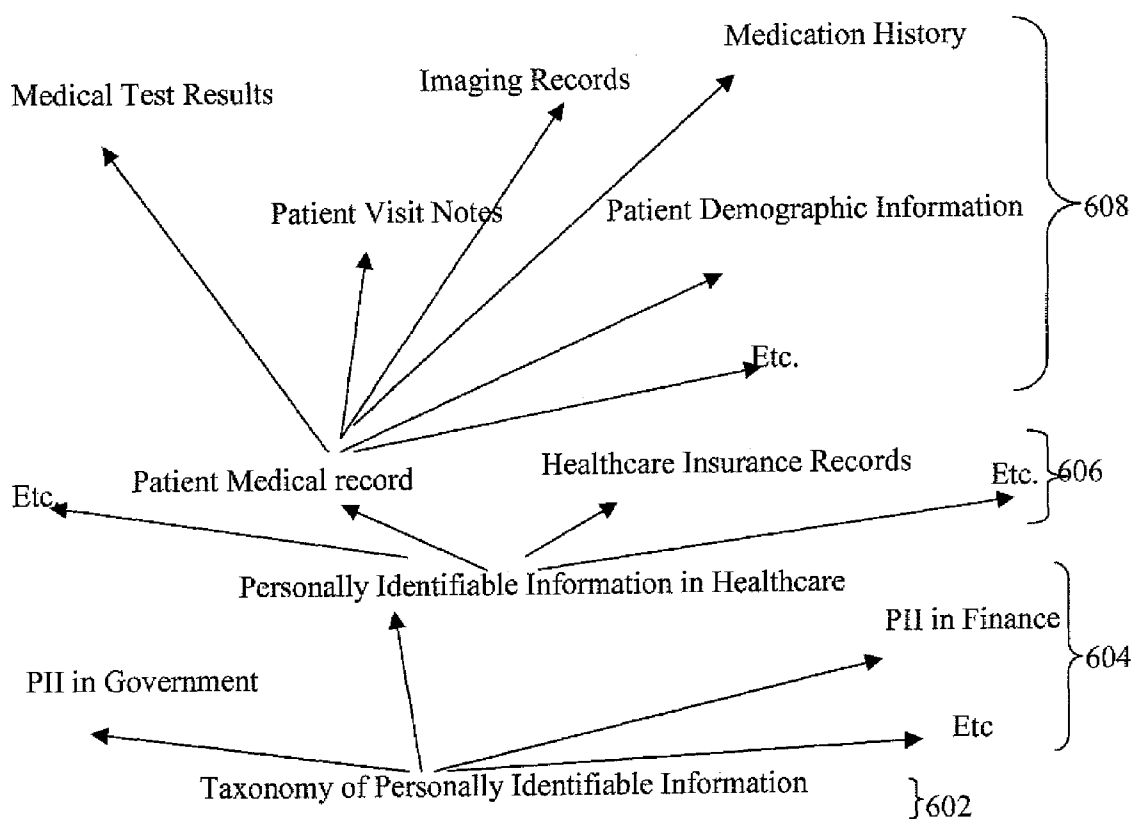 Medication History
Imaging Records
Medical Test Results
Patient Visit Notes
Patient Demographic Information
608
Etc.
Patient Medical record
Healthcare Insurance Records
Etc.
606
Etc.
Personally Identifiable Information in Healthcare
PII in Finance
604
PII in Government
Etc
Taxonomy of Personally Identifiable Information
602